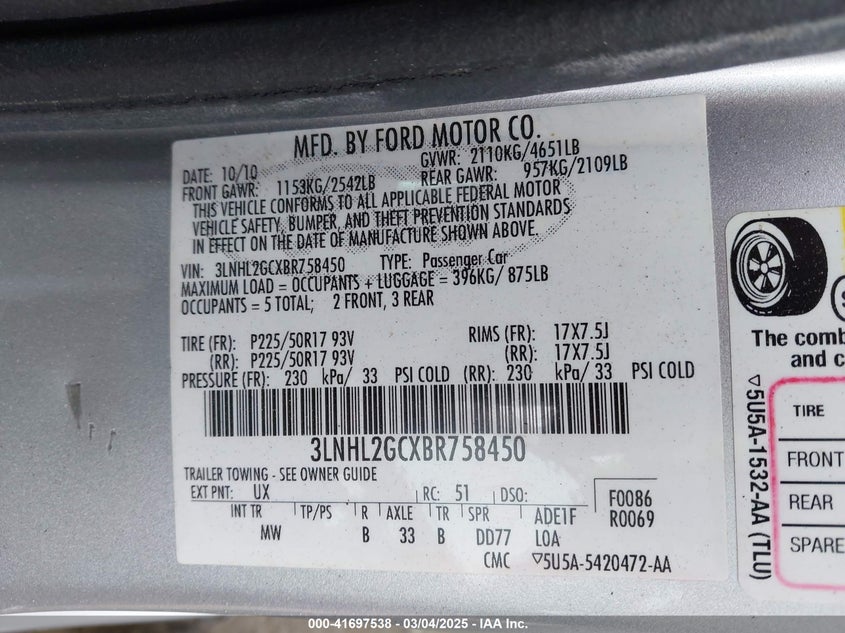 MFD. BY FORD MOTOR CO.
DATE: 10/10 GVWR: 2110KG/4651LB
FRONT GAWR: 1153KG/2542LB REAR GAWR: 957KG/2109LB
THIS VEHICLE CONFORMS TO ALL APPLICABLE FEDERAL MOTOR
VEHICLE SAFETY, BUMPER, AND THEFT PREVENTION STANDARDS
IN EFFECT ON THE DATE OF MANUFACTURE SHOWN ABOVE.
VIN: 3LNHL2GCXBR758450 TYPE: Passenger Car
MAXIMUM LOAD = OCCUPANTS + LUGGAGE = 396KG/ 875LB
OCCUPANTS = 5 TOTAL; 2 FRONT, 3 REAR
TIRE (FR): P225/50R17 93V RIMS (FR): 17X7.5J
(RR): P225/50R17 93V (RR): 17X7.5J
PRESSURE (FR): 230 kPa/ 33 PSI COLD (RR): 230 kPa/ 33 PSI COLD
3LNHL2GCXBR758450
TRAILER TOWING - SEE OWNER GUIDE
EXT PNT: UX RC: 51 DSO: F0086
INT TR TP/PS R AXLE TR SPR ADE1F R0069
MW B 33 B DD77 L0A
CMC ▽5U5A-5420472-AA
The comb
and c
TIRE
FRONT
REAR
SPARE
▽5U5A-1532-AA (TLU)
000-41697538 - 03/04/2025 - IAA Inc.